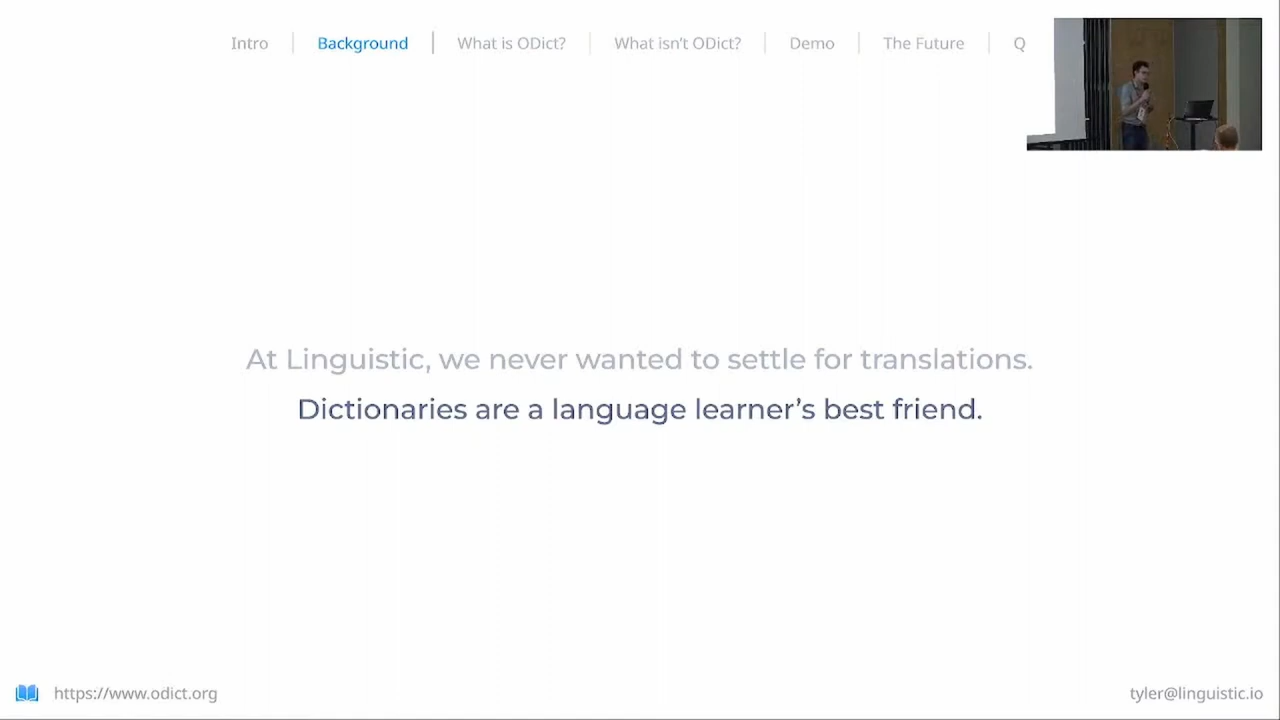 Intro
Background
What is ODict?
What isn't ODict?
Demo
The Future
Q
At Linguistic, we never wanted to settle for translations.
Dictionaries are a language learner's best friend.
https://www.odict.org
tyler@linguistic.io